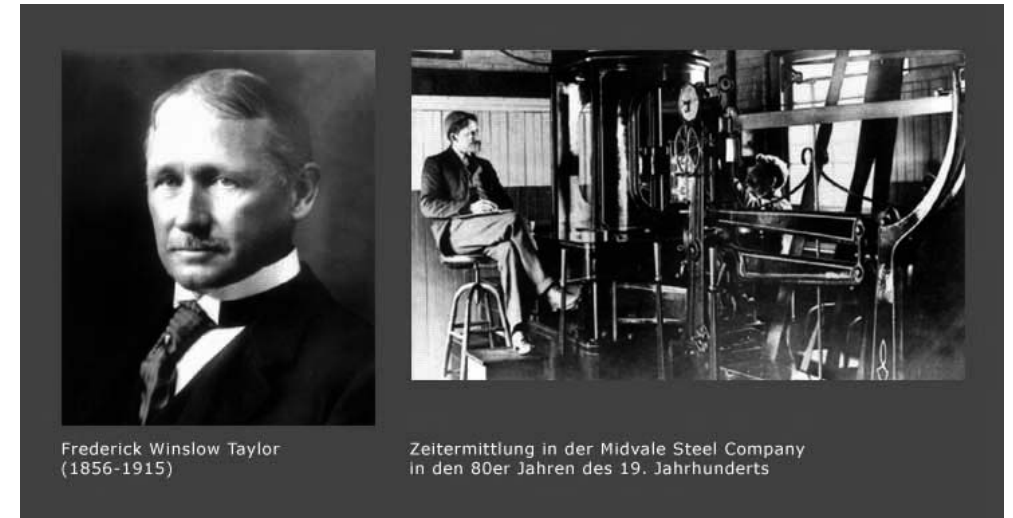 Frederick Winslow Taylor
(1856-1915)
Zeitermittlung in der Midvale Steel Company
in den 80er Jahren des 19. Jahrhunderts